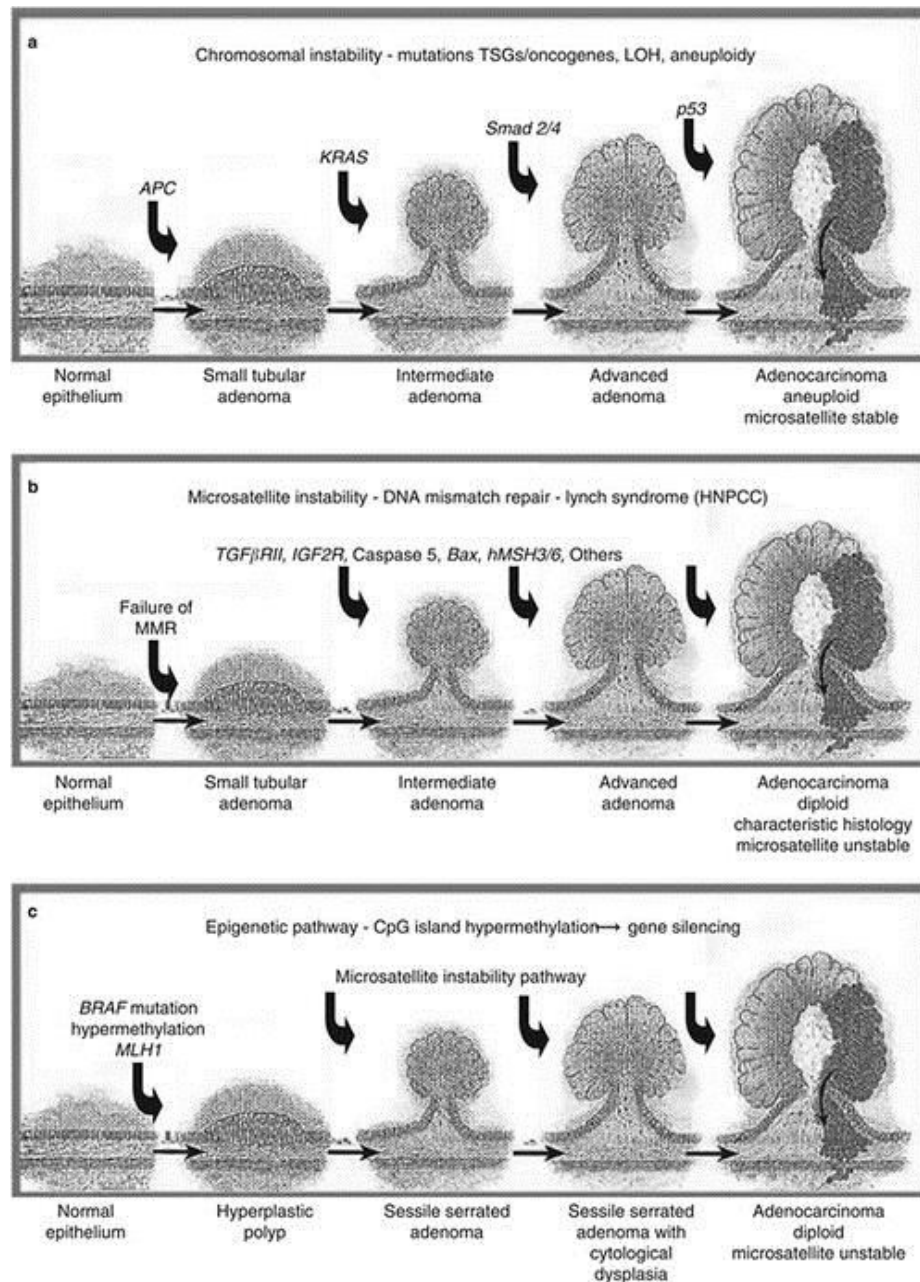 a
Chromosomal instability - mutations TSGs/oncogenes, LOH, aneuploidy
APC
KRAS
Smad 2/4
p53
Normal
epithelium
Small tubular
adenoma
Intermediate
adenoma
Advanced
adenoma
Adenocarcinoma
aneuploid
microsatellite stable
b
Microsatellite instability - DNA mismatch repair - lynch syndrome (HNPCC)
TGFβRII, IGF2R, Caspase 5, Bax, hMSH3/6, Others
Failure of
MMR
Normal
epithelium
Small tubular
adenoma
Intermediate
adenoma
Advanced
adenoma
Adenocarcinoma
diploid
characteristic histology
microsatellite unstable
c
Epigenetic pathway - CpG island hypermethylation→ gene silencing
Microsatellite instability pathway
BRAF mutation
hypermethylation
MLH1
Normal
epithelium
Hyperplastic
polyp
Sessile serrated
adenoma
Sessile serrated
adenoma with
cytological
dysplasia
Adenocarcinoma
diploid
microsatellite unstable